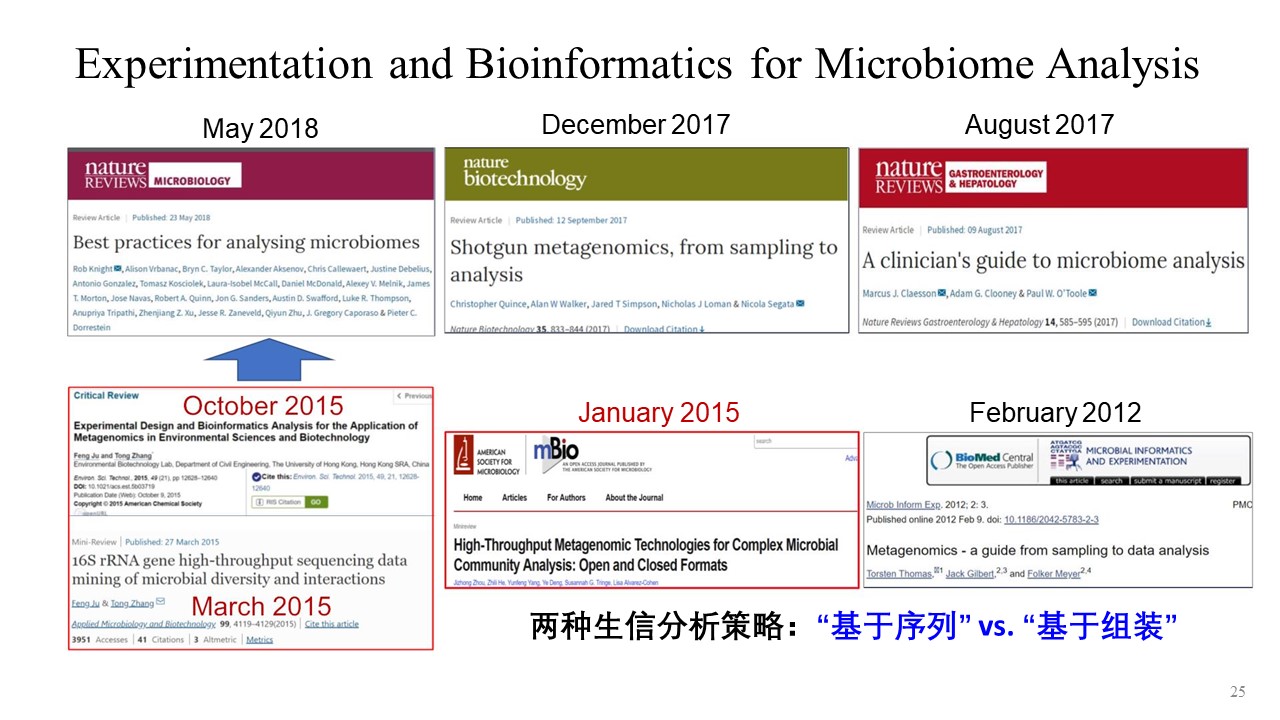 Experimentation and Bioinformatics for Microbiome Analysis
May 2018
December 2017
August 2017
nature REVIEWS MICROBIOLOGY
Review Article | Published: 23 May 2018
Best practices for analysing microbiomes
Rob Knight, Alison Vrbanac, Bryn C. Taylor, Alexander Aksenov, Chris Callewaert, Justine Debelius,
Antonio Gonzalez, Tomasz Kosciolek, Laura-Isobel McCall, Daniel McDonald, Alexey V. Melnik, James
T. Morton, Jose Navas, Robert A. Quinn, Jon G. Sanders, Austin D. Swafford, Luke R. Thompson,
Anupriya Tripathi, Zhenjiang Z. Xu, Jesse R. Zaneveld, Qiyun Zhu, J. Gregory Caporaso & Pieter C.
Dorrestein
nature
biotechnology
Review Article | Published: 12 September 2017
Shotgun metagenomics, from sampling to
analysis
Christopher Quince, Alan W Walker, Jared T Simpson, Nicholas J Loman & Nicola Segata
Nature Biotechnology 35, 833–844 (2017) | Download Citation
nature REVIEWS GASTROENTEROLOGY & HEPATOLOGY
Review Article | Published: 09 August 2017
A clinician's guide to microbiome analysis
Marcus J. Claesson, Adam G. Clooney & Paul W. O'Toole
Nature Reviews Gastroenterology & Hepatology 14, 585–595 (2017) | Download Citation
Critical Review
< Previous
October 2015
Experimental Design and Bioinformatics Analysis for the Application of
Metagenomics in Environmental Sciences and Biotechnology
Feng Ju and Tong Zhang*
Environmental Biotechnology Lab, Department of Civil Engineering, The University of Hong Kong, Hong Kong SRA, China
Environ. Sci. Technol., 2015, 49 (21), pp 12628–12640
DOI: 10.1021/acs.est.5b03719
Publication Date (Web): October 9, 2015
Copyright © 2015 American Chemical Society
Cite this: Environ. Sci. Technol. 2015, 49, 21, 12628-
12640
RIS Citation GO
Mini-Review | Published: 27 March 2015
16S rRNA gene high-throughput sequencing data
mining of microbial diversity and interactions
Feng Ju & Tong Zhang
March 2015
Applied Microbiology and Biotechnology 99, 4119–4129(2015) | Cite this article
3951 Accesses | 41 Citations | 3 Altmetric | Metrics
January 2015
AMERICAN
SOCIETY FOR
MICROBIOLOGY
mBio
AN OPEN ACCESS JOURNAL PUBLISHED BY
THE AMERICAN SOCIETY FOR MICROBIOLOGY
search
Adva
Home Articles For Authors About the Journal
Minireview
High-Throughput Metagenomic Technologies for Complex Microbial
Community Analysis: Open and Closed Formats
Jizhong Zhou, Zhili He, Yunfeng Yang, Ye Deng, Susannah G. Tringe, Lisa Alvarez-Cohen
February 2012
BioMed Central
The Open Access Publisher
ATGATCG
AGTACGC
CTATTGA
MICROBIAL INFORMATICS
AND EXPERIMENTATION
this article | search | submit a manuscript | register
Microb Inform Exp. 2012; 2: 3.
PMC
Published online 2012 Feb 9. doi: 10.1186/2042-5783-2-3
Metagenomics - a guide from sampling to data analysis
Torsten Thomas,1 Jack Gilbert,2,3 and Folker Meyer2,4
两种生信分析策略：“基于序列” vs. “基于组装”
25